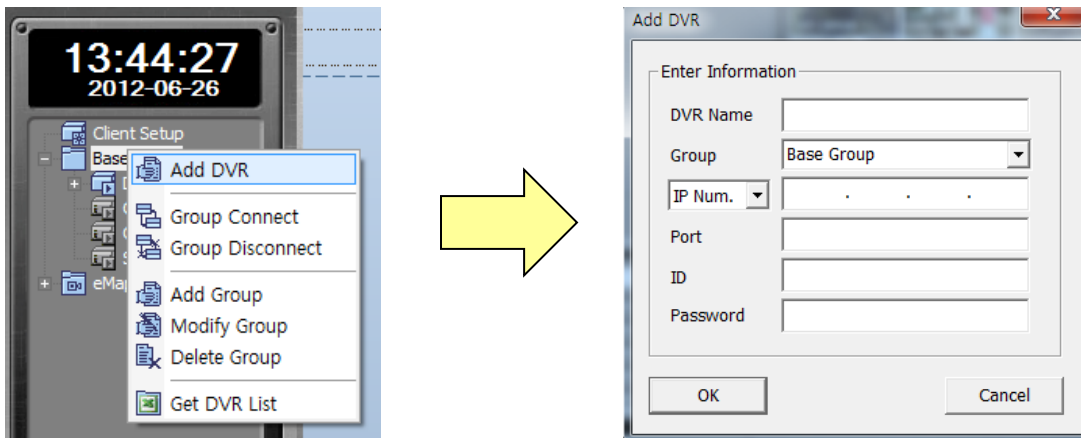 13:44:27
2012-06-26
Client Setup
Base
Add DVR
Group Connect
Group Disconnect
Add Group
Modify Group
Delete Group
Get DVR List
Add DVR
Enter Information
DVR Name
Group Base Group
IP Num. . . .
Port
ID
Password
OK Cancel